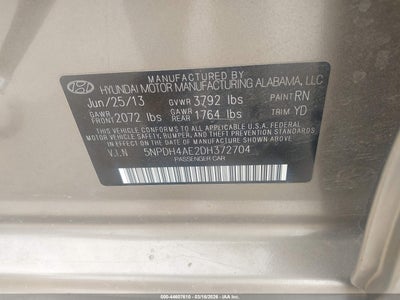 MANUFACTURED BY
HYUNDAI MOTOR MANUFACTURING ALABAMA, LLC
Jun/25/13 GVWR 3792 lbs PAINT RN
GAWR FRONT 2072 lbs GAWR REAR 1764 lbs TRIM YD
THIS VEHICLE CONFORMS TO ALL APPLICABLE U.S. FEDERAL MOTOR VEHICLE
SAFETY, BUMPER, AND THEFT PREVENTION STANDARDS
IN EFFECT ON THE DATE OF MANUFACTURE SHOWN ABOVE.
V.I.N 5NPDH4AE2DH372704
PASSENGER CAR